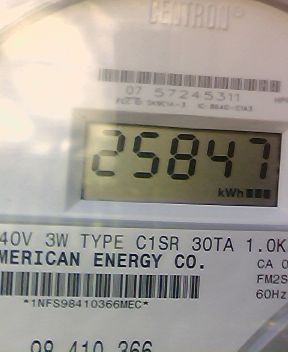 CENTRON®
07 57245311
25847
kWh
40V 3W TYPE C1SR 30TA 1.0K
MERICAN ENERGY CO.
CA 0
FM2S
60Hz
*1NFS98410366MEC*
98 410 366